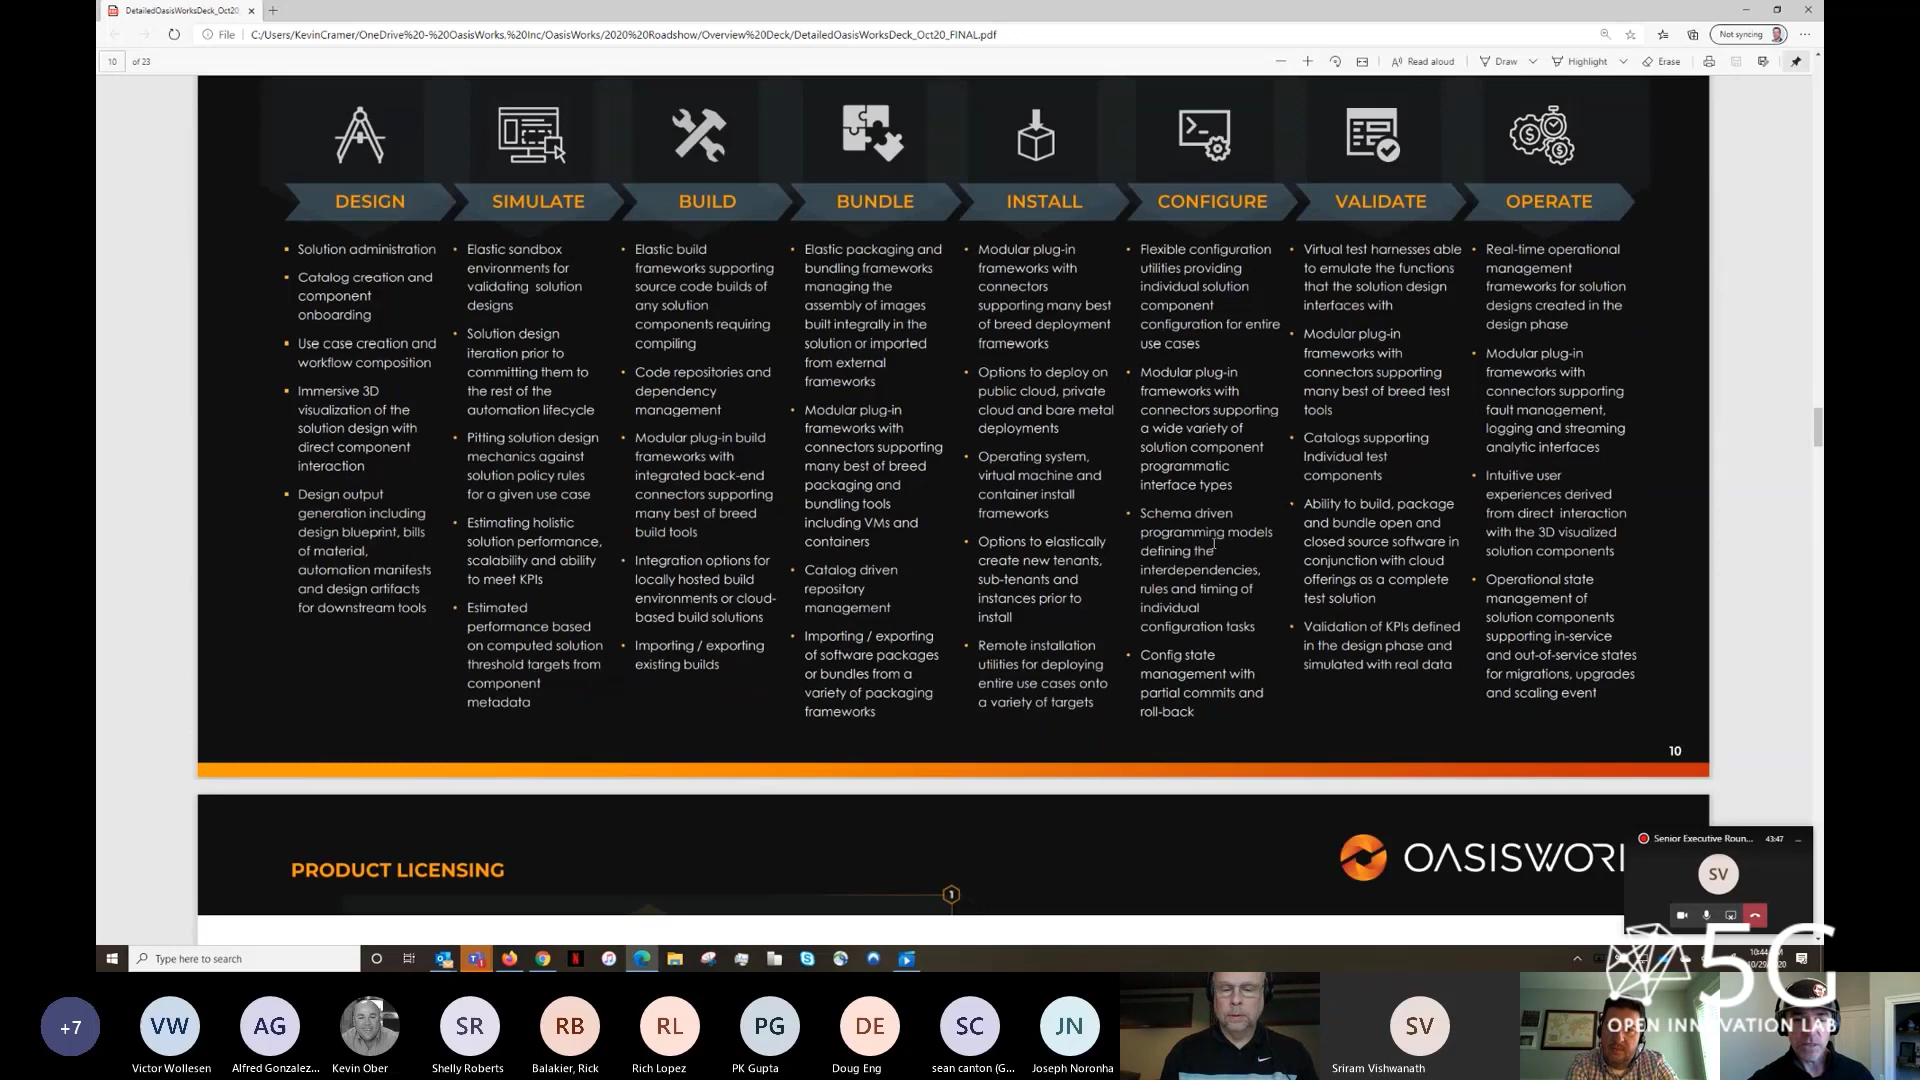 DetailedOasisWorksDeck_Oct20_
File
C:/Users/KevinCramer/OneDrive%20-%20OasisWorks,%20Inc/OasisWorks/2020%20Roadshow/Overview%20Deck/DetailedOasisWorksDeck_Oct20_FINAL.pdf
Not syncing
10 of 23
Read aloud
Draw
Highlight
Erase
DESIGN
Solution administration
Catalog creation and
component
onboarding
Use case creation and
workflow composition
Immersive 3D
visualization of the
solution design with
direct component
interaction
Design output
generation including
design blueprint, bills
of material,
automation manifests
and design artifacts
for downstream tools
SIMULATE
Elastic sandbox
environments for
validating solution
designs
Solution design
iteration prior to
committing them to
the rest of the
automation lifecycle
Pitting solution design
mechanics against
solution policy rules
for a given use case
Estimating holistic
solution performance,
scalability and ability
to meet KPIs
Estimated
performance based
on computed solution
threshold targets from
component
metadata
BUILD
Elastic build
frameworks supporting
source code builds of
any solution
components requiring
compiling
Code repositories and
dependency
management
Modular plug-in build
frameworks with
integrated back-end
connectors supporting
many best of breed
build tools
Integration options for
locally hosted build
environments or cloud-
based build solutions
Importing / exporting
existing builds
BUNDLE
Elastic packaging and
bundling frameworks
managing the
assembly of images
built integrally in the
solution or imported
from external
frameworks
Modular plug-in
frameworks with
connectors supporting
many best of breed
packaging and
bundling tools
including VMs and
containers
Catalog driven
repository
management
Importing / exporting
of software packages
or bundles from a
variety of packaging
frameworks
INSTALL
Modular plug-in
frameworks with
connectors
supporting many best
of breed deployment
frameworks
Options to deploy on
public cloud, private
cloud and bare metal
deployments
Operating system,
virtual machine and
container install
frameworks
Options to elastically
create new tenants,
sub-tenants and
instances prior to
install
Remote installation
utilities for deploying
entire use cases onto
a variety of targets
CONFIGURE
Flexible configuration
utilities providing
individual solution
component
configuration for entire
use cases
Modular plug-in
frameworks with
connectors supporting
a wide variety of
solution component
programmatic
interface types
Schema driven
programming models
defining the
interdependencies,
rules and timing of
individual
configuration tasks
Config state
management with
partial commits and
roll-back
VALIDATE
Virtual test harnesses able
to emulate the functions
that the solution design
interfaces with
Modular plug-in
frameworks with
connectors supporting
many best of breed test
tools
Catalogs supporting
Individual test
components
Ability to build, package
and bundle open and
closed source software in
conjunction with cloud
offerings as a complete
test solution
Validation of KPIs defined
in the design phase and
simulated with real data
OPERATE
Real-time operational
management
frameworks for solution
designs created in the
design phase
Modular plug-in
frameworks with
connectors supporting
fault management,
logging and streaming
analytic interfaces
Intuitive user
experiences derived
from direct interaction
with the 3D visualized
solution components
Operational state
management of
solution components
supporting in-service
and out-of-service states
for migrations, upgrades
and scaling event
10
PRODUCT LICENSING
1
OASISWORK
Senior Executive Roun... 43:47
SV
Type here to search
5G
OPEN INNOVATION LAB
+7
VW
AG
SR
RB
RL
PG
DE
SC
JN
SV
Victor Wollesen
Alfred Gonzalez...
Kevin Ober
Shelly Roberts
Balakier, Rick
Rich Lopez
PK Gupta
Doug Eng
sean canton (G...
Joseph Noronha
Sriram Vishwanath